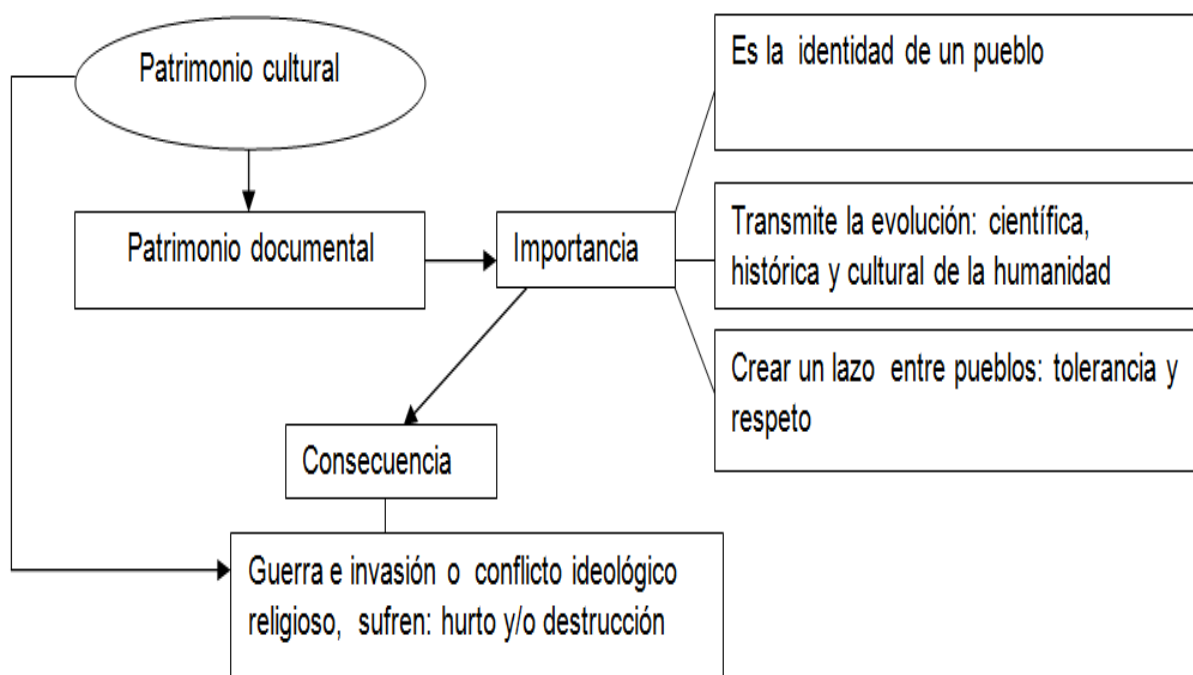 Patrimonio cultural
Es la identidad de un pueblo
Patrimonio documental
Importancia
Transmite la evolución: científica,
histórica y cultural de la humanidad
Crear un lazo entre pueblos: tolerancia y
respeto
Consecuencia
Guerra e invasión o conflicto ideológico
religioso, sufren: hurto y/o destrucción